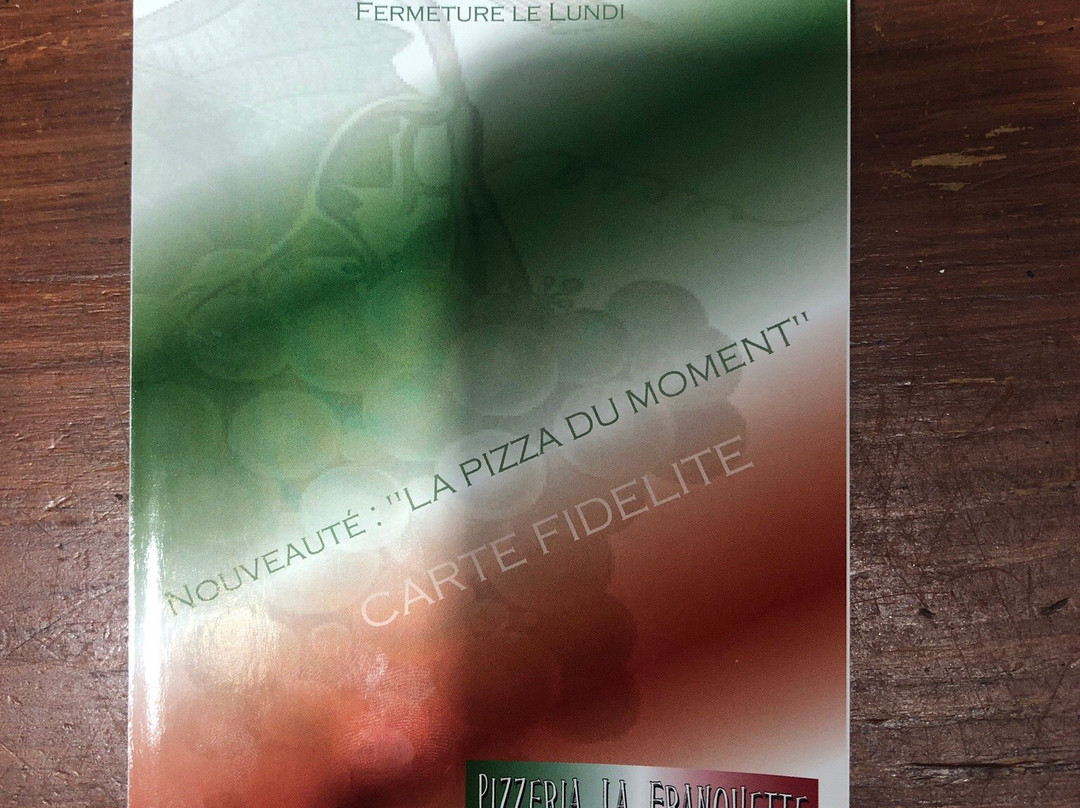 FERMETURE LE LUNDI
NOUVEAUTÉ : "LA PIZZA DU MOMENT"
CARTE FIDELITE
PIZZERIA LA FRANQUETTE